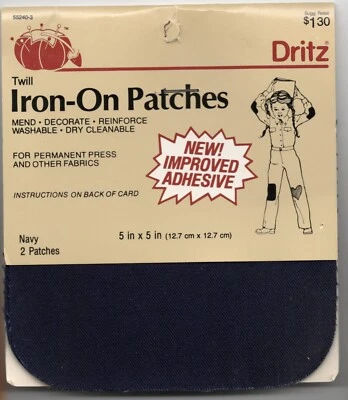 55240-3
Sugg. Retail
$1.30
Dritz®
Twill
Iron-On Patches
MEND • DECORATE • REINFORCE
WASHABLE • DRY CLEANABLE
FOR PERMANENT PRESS
AND OTHER FABRICS
INSTRUCTIONS ON BACK OF CARD
NEW!
IMPROVED
ADHESIVE
Navy
2 Patches
5 in x 5 in (12.7 cm x 12.7 cm)